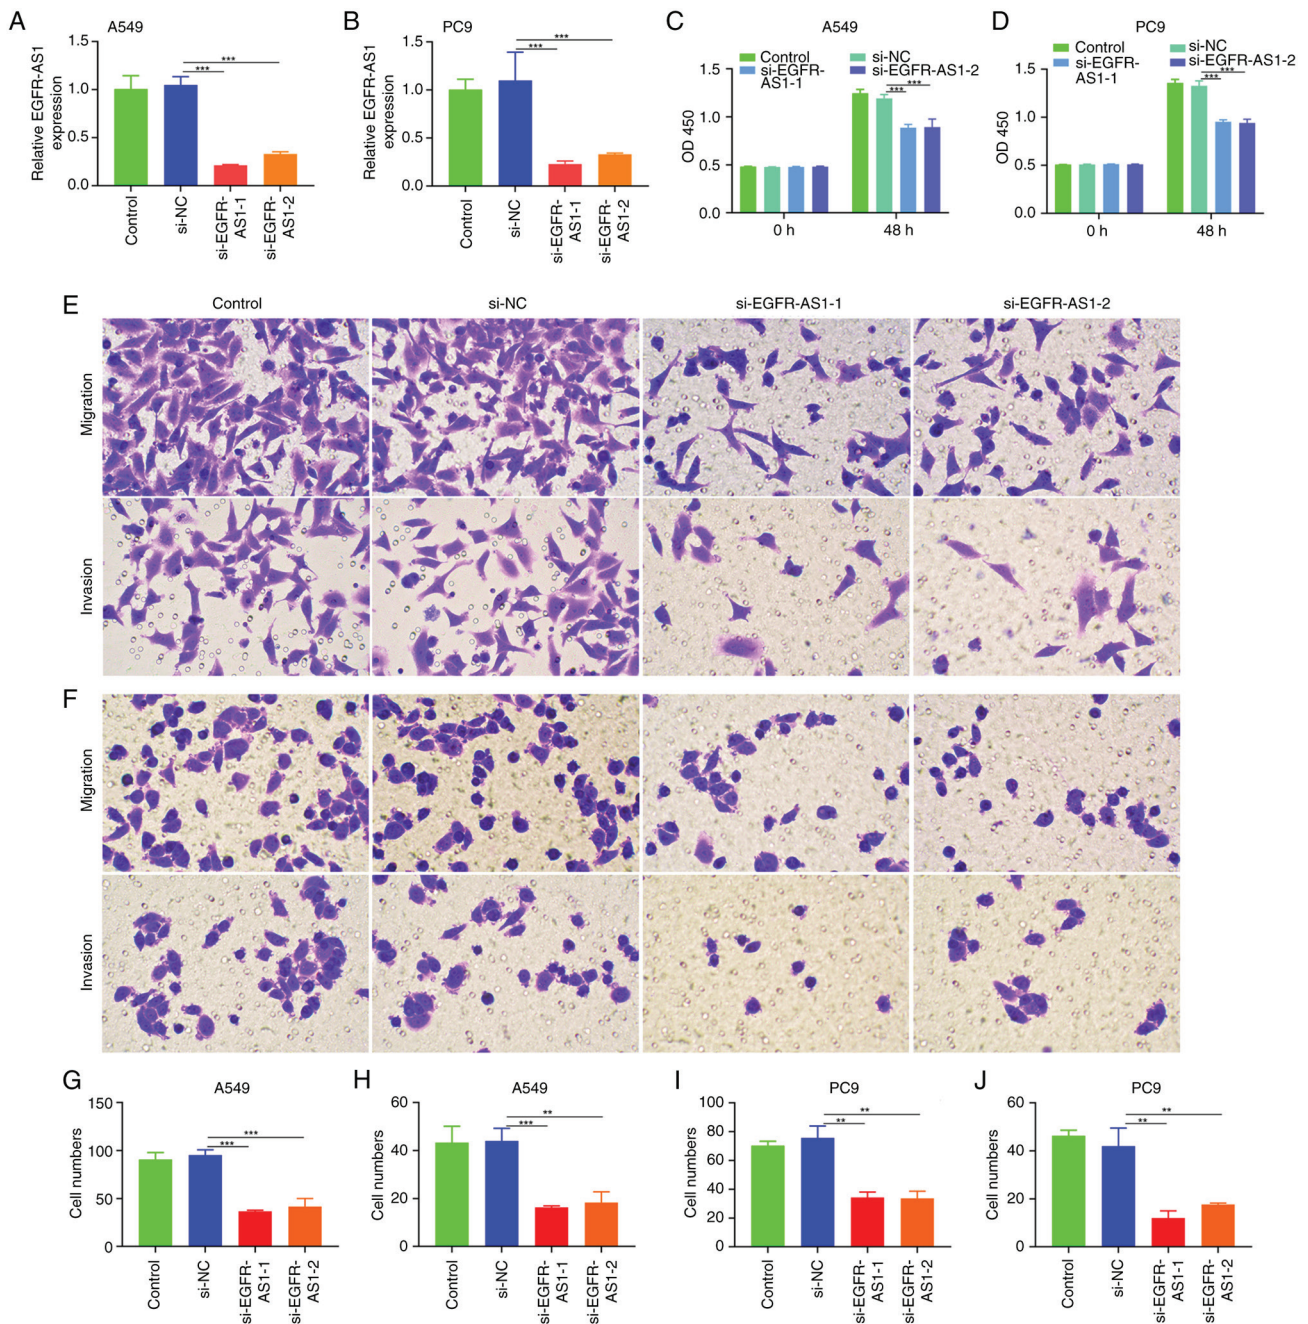 A
A549
Relative EGFR-AS1
expression
1.5
1.0
0.5
0.0
***
***
Control
si-NC
si-EGFR-
AS1-1
si-EGFR-
AS1-2
B
PC9
Relative EGFR-AS1
expression
1.5
1.0
0.5
0.0
***
***
Control
si-NC
si-EGFR-
AS1-1
si-EGFR-
AS1-2
C
A549
Control
si-NC
si-EGFR-
AS1-1
si-EGFR-AS1-2
OD 450
1.5
1.0
0.5
0.0
***
***
0 h
48 h
D
PC9
Control
si-NC
si-EGFR-
AS1-1
si-EGFR-AS1-2
OD 450
1.5
1.0
0.5
0.0
***
***
0 h
48 h
E
Control
si-NC
si-EGFR-AS1-1
si-EGFR-AS1-2
Migration
Invasion
F
Migration
Invasion
G
A549
Cell numbers
150
100
50
0
***
***
Control
si-NC
si-EGFR-
AS1-1
si-EGFR-
AS1-2
H
A549
Cell numbers
60
40
20
0
**
***
Control
si-NC
si-EGFR-
AS1-1
si-EGFR-
AS1-2
I
PC9
Cell numbers
100
80
60
40
20
0
**
**
Control
si-NC
si-EGFR-
AS1-1
si-EGFR-
AS1-2
J
PC9
Cell numbers
60
40
20
0
**
**
Control
si-NC
si-EGFR-
AS1-1
si-EGFR-
AS1-2